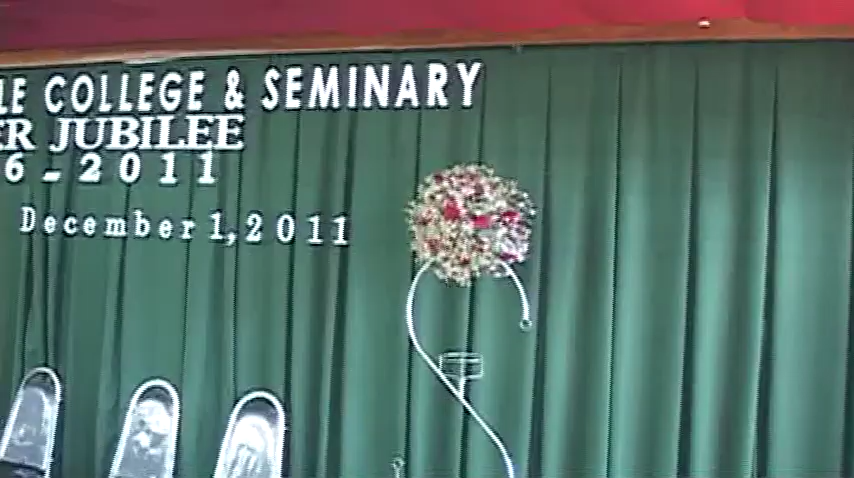 LE COLLEGE & SEMINARY
ER JUBILEE
6 - 2011
December 1, 2011